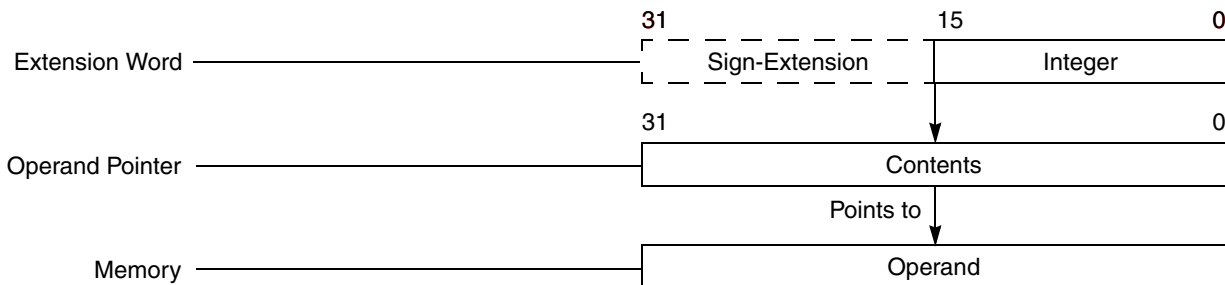 31 15 0
Extension Word Sign-Extension Integer
31 0
Operand Pointer Contents
Points to
Memory Operand